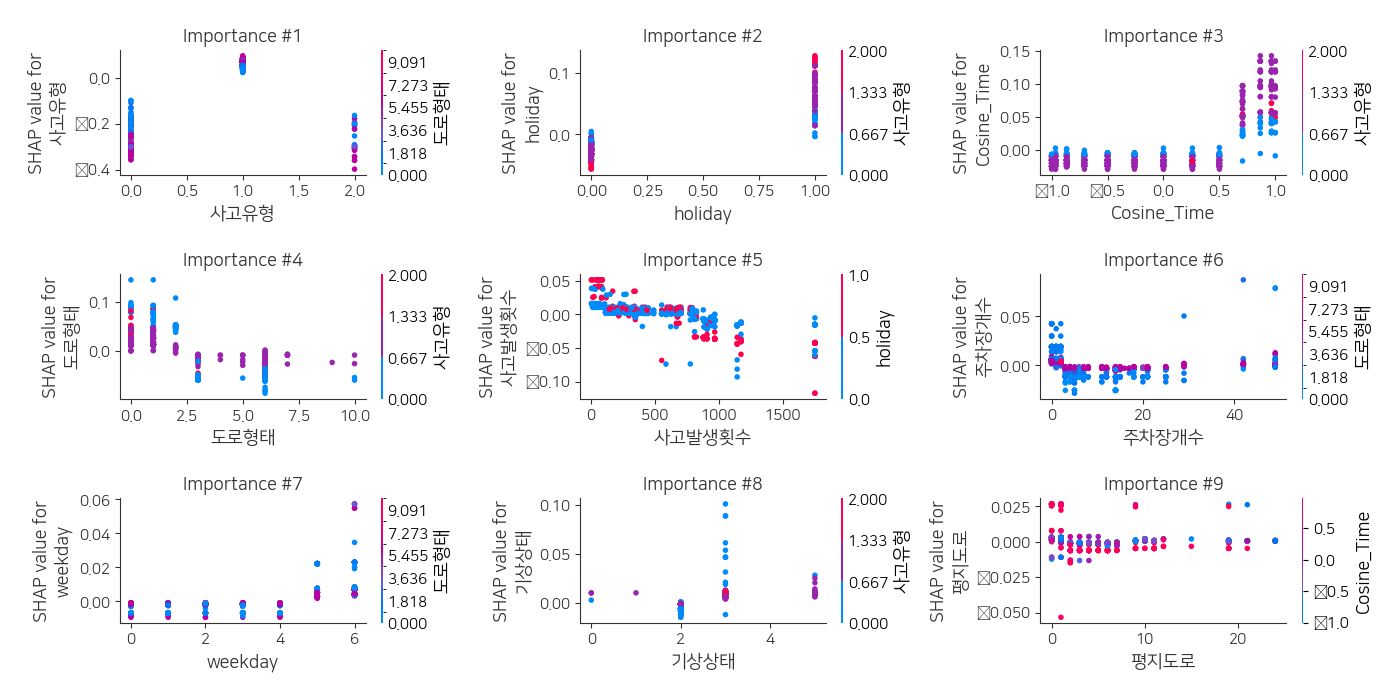 Importance #1
SHAP value for
사고유형
0.0
☒0.2
☒0.4
0.0
0.5
1.0
1.5
2.0
사고유형
9.091
7.273
5.455
3.636
1.818
0.000
도로형태
Importance #2
SHAP value for
holiday
0.1
0.0
0.00
0.25
0.50
0.75
1.00
holiday
2.000
1.333
0.667
0.000
사고유형
Importance #3
SHAP value for
Cosine_Time
0.15
0.10
0.05
0.00
☒1.0
☒0.5
0.0
0.5
1.0
Cosine_Time
2.000
1.333
0.667
0.000
사고유형
Importance #4
SHAP value for
도로형태
0.1
0.0
0.0
2.5
5.0
7.5
10.0
도로형태
2.000
1.333
0.667
0.000
사고유형
Importance #5
SHAP value for
사고발생횟수
0.05
0.00
☒0.05
☒0.10
0
500
1000
1500
사고발생횟수
1.0
0.5
0.0
holiday
Importance #6
SHAP value for
주차장개수
0.05
0.00
0
20
40
주차장개수
9.091
7.273
5.455
3.636
1.818
0.000
도로형태
Importance #7
SHAP value for
weekday
0.06
0.04
0.02
0.00
0
2
4
6
weekday
9.091
7.273
5.455
3.636
1.818
0.000
도로형태
Importance #8
SHAP value for
기상상태
0.10
0.05
0.00
0
2
4
기상상태
2.000
1.333
0.667
0.000
사고유형
Importance #9
SHAP value for
평지도로
0.025
0.000
☒0.025
☒0.050
0
10
20
평지도로
0.5
0.0
☒0.5
☒1.0
Cosine_Time